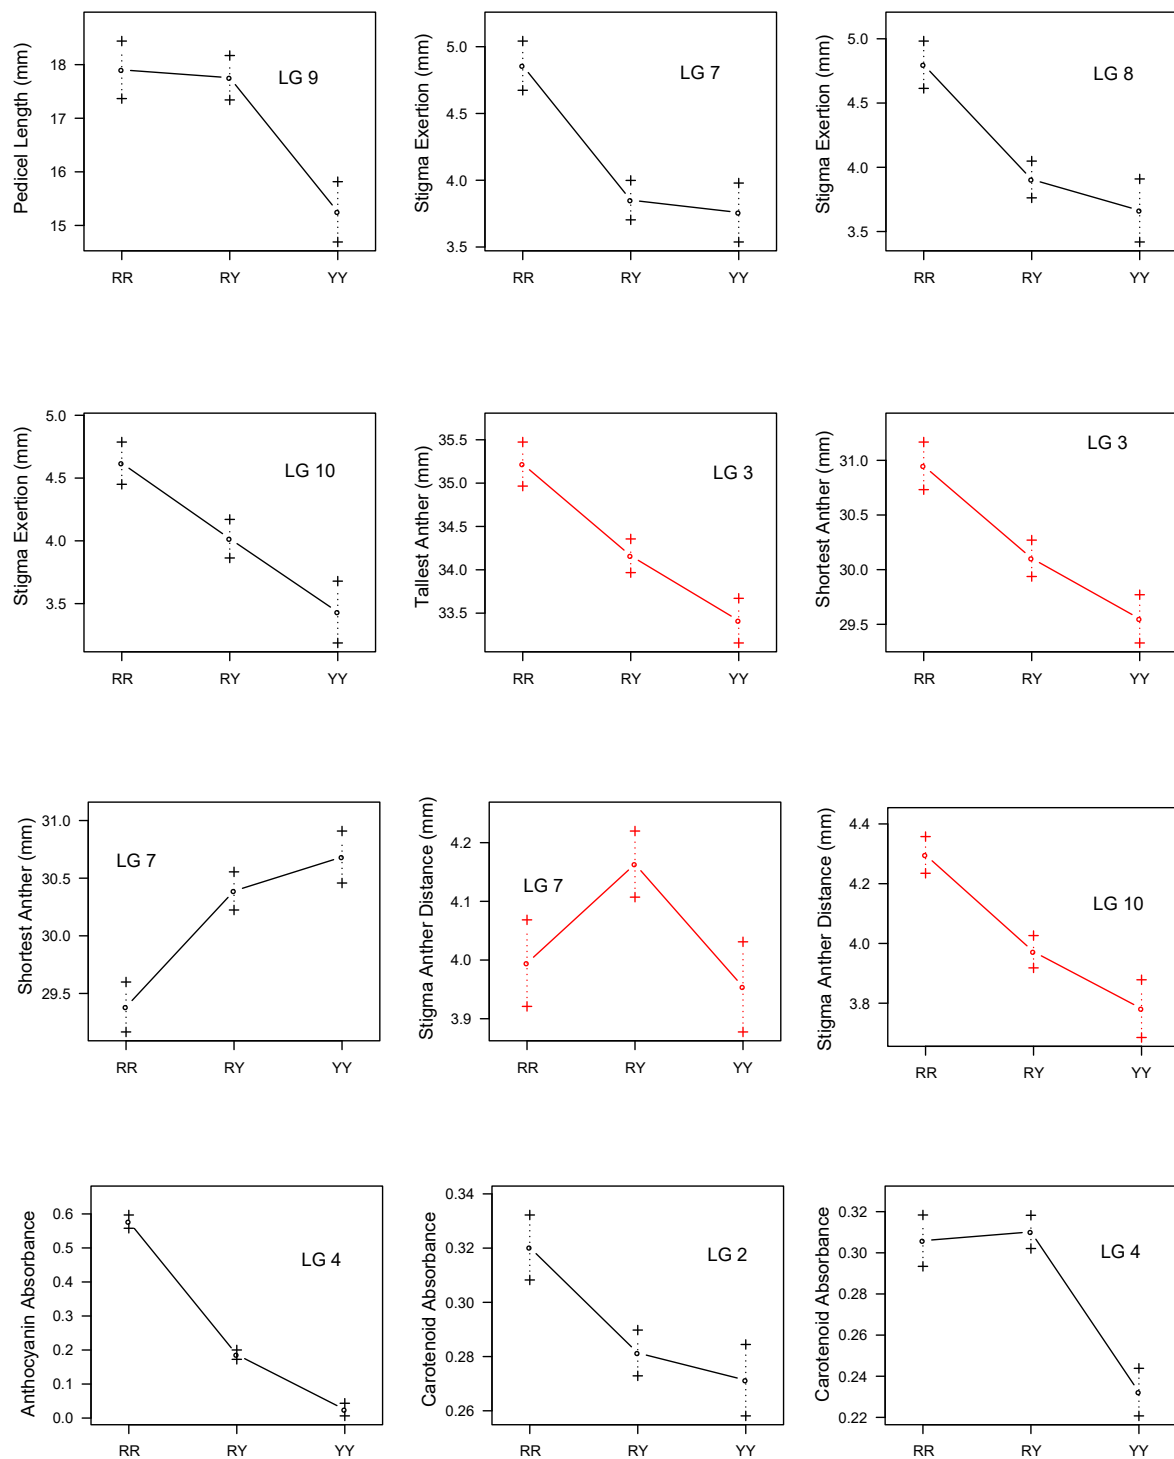 Pedicel Length (mm)
18
17
16
15
LG 9
RR RY YY
Stigma Exertion (mm)
5.0
4.5
4.0
3.5
LG 7
RR RY YY
Stigma Exertion (mm)
5.0
4.5
4.0
3.5
LG 8
RR RY YY
Stigma Exertion (mm)
5.0
4.5
4.0
3.5
LG 10
RR RY YY
Tallest Anther (mm)
35.5
35.0
34.5
34.0
33.5
LG 3
RR RY YY
Shortest Anther (mm)
31.0
30.5
30.0
29.5
LG 3
RR RY YY
Shortest Anther (mm)
31.0
30.5
30.0
29.5
LG 7
RR RY YY
Stigma Anther Distance (mm)
4.2
4.1
4.0
3.9
LG 7
RR RY YY
Stigma Anther Distance (mm)
4.4
4.2
4.0
3.8
LG 10
RR RY YY
Anthocyanin Absorbance
0.6
0.5
0.4
0.3
0.2
0.1
0.0
LG 4
RR RY YY
Carotenoid Absorbance
0.34
0.32
0.30
0.28
0.26
LG 2
RR RY YY
Carotenoid Absorbance
0.32
0.30
0.28
0.26
0.24
0.22
LG 4
RR RY YY